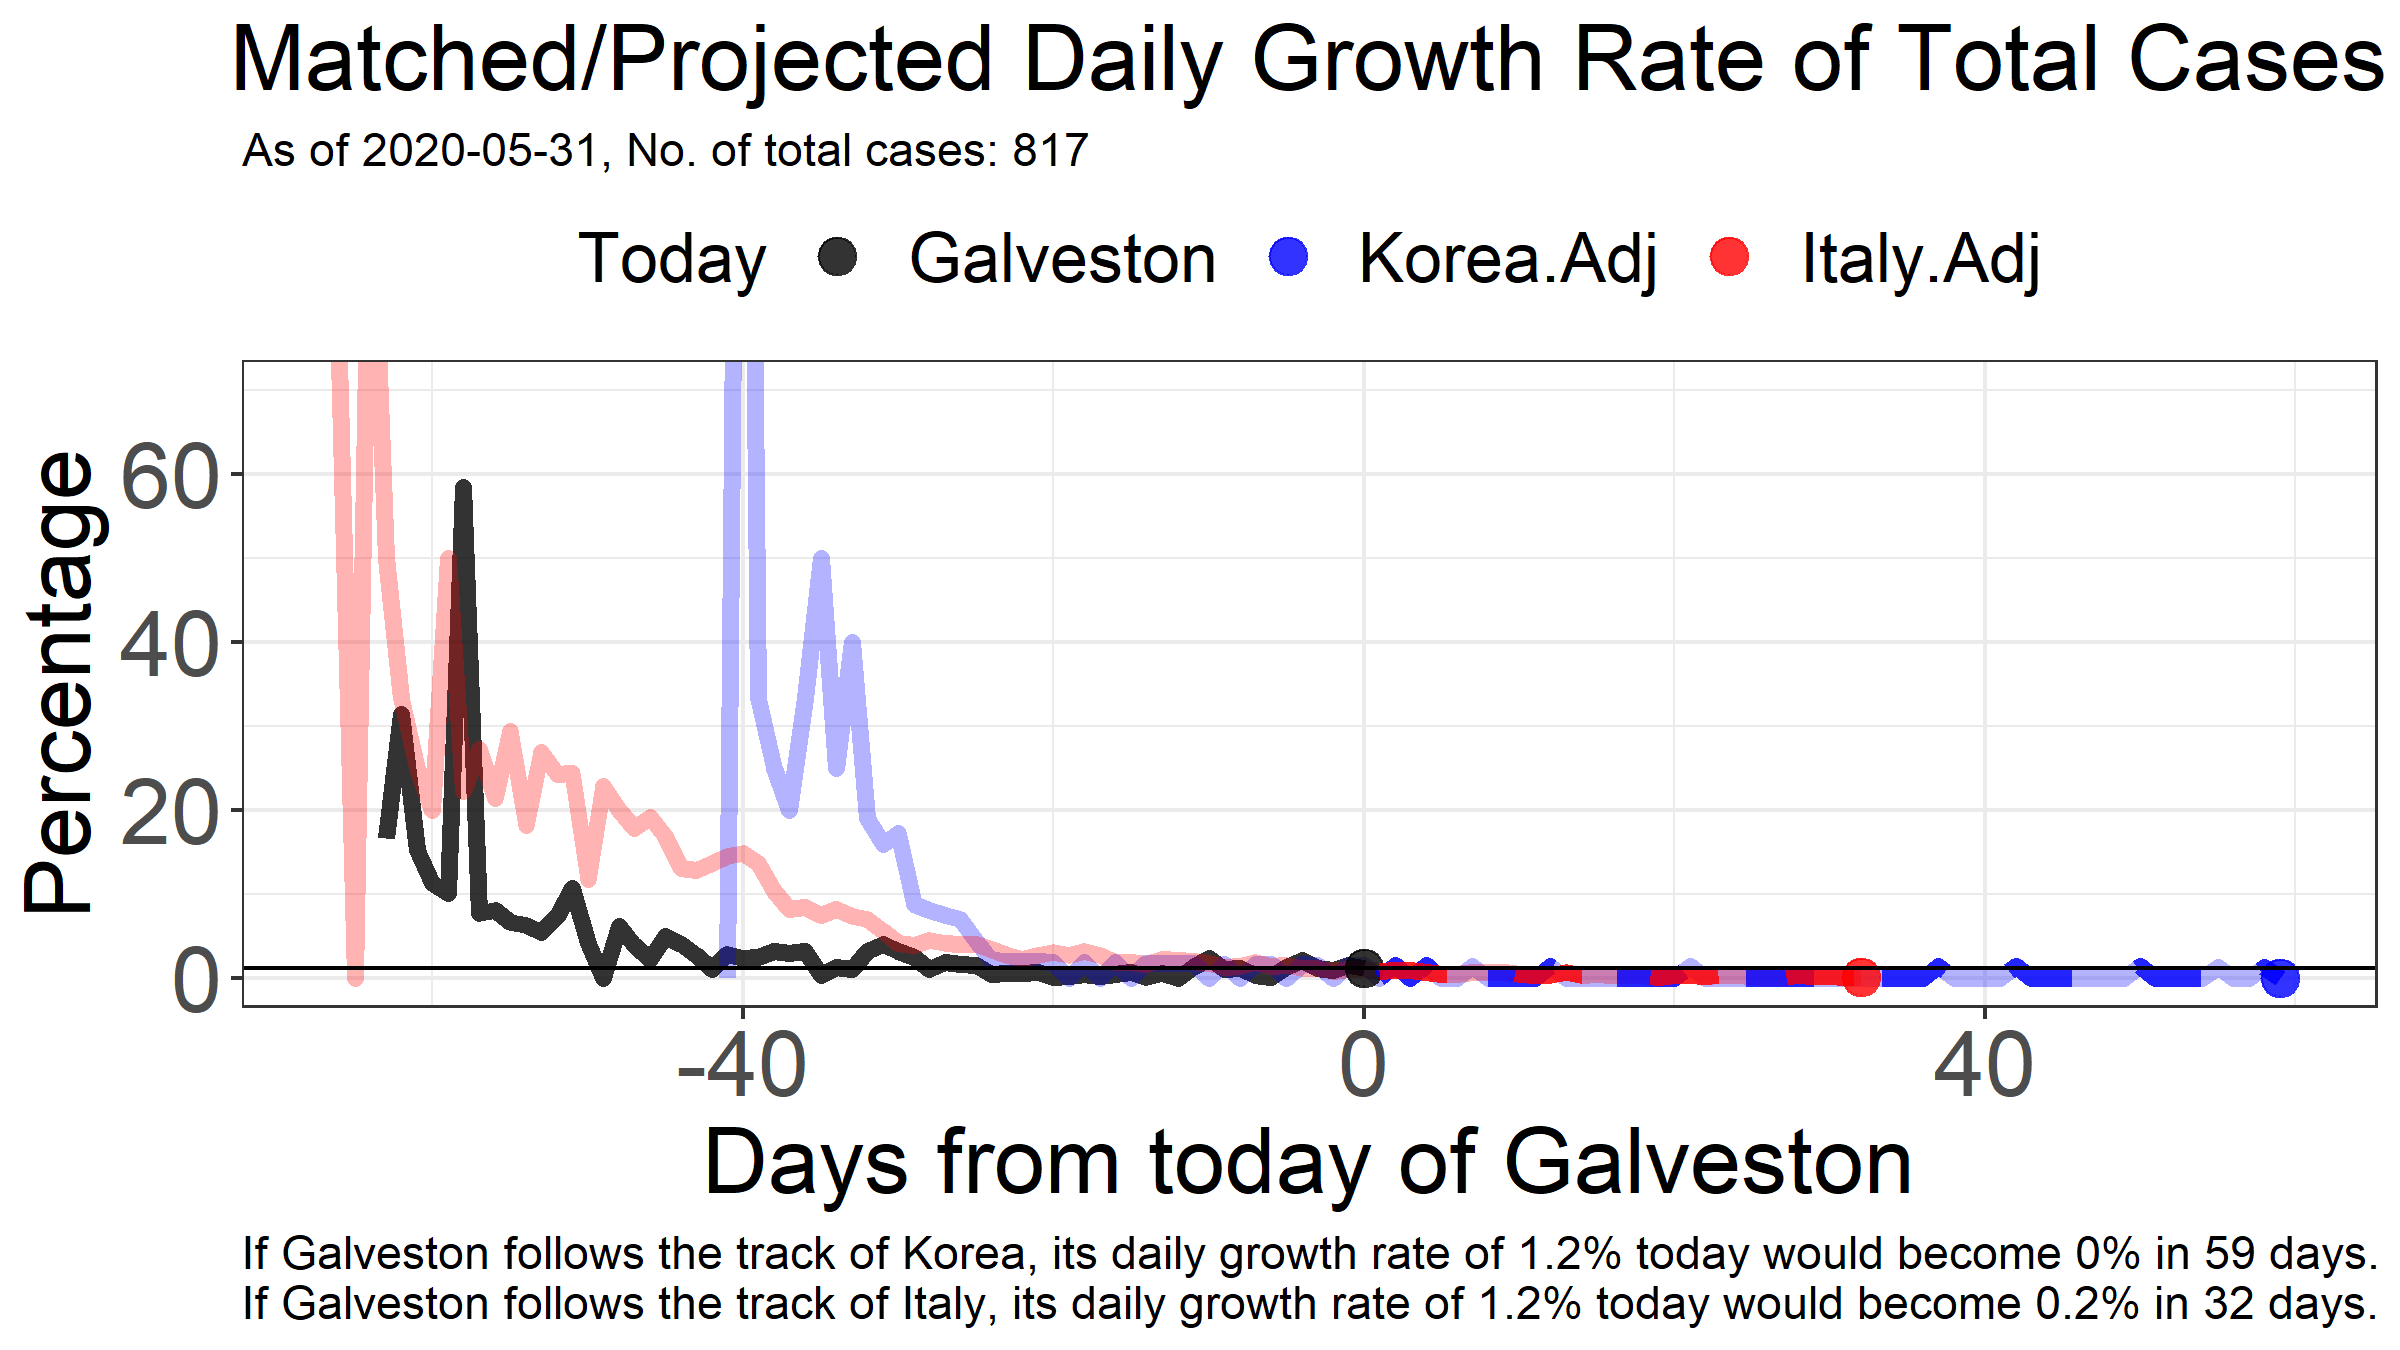 Matched/Projected Daily Growth Rate of Total Cases
As of 2020-05-31, No. of total cases: 817
Today Galveston Korea.Adj Italy.Adj
Percentage
60
40
20
0
-40 0 40
Days from today of Galveston
If Galveston follows the track of Korea, its daily growth rate of 1.2% today would become 0% in 59 days.
If Galveston follows the track of Italy, its daily growth rate of 1.2% today would become 0.2% in 32 days.